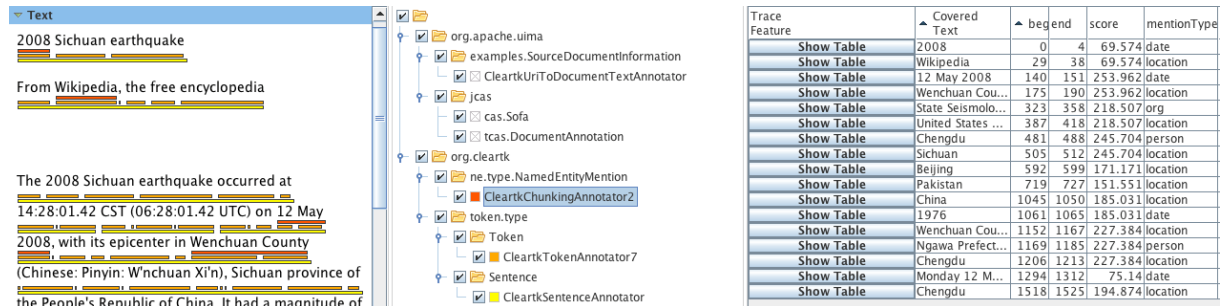 Text
2008 Sichuan earthquake
From Wikipedia, the free encyclopedia
The 2008 Sichuan earthquake occurred at
14:28:01.42 CST (06:28:01.42 UTC) on 12 May
2008, with its epicenter in Wenchuan County
(Chinese: Pinyin: W'nchuan Xi'n), Sichuan province of
the People's Republic of China. It had a magnitude of
org.apache.uima
examples.SourceDocumentInformation
CleartkUriToDocumentTextAnnotator
jcas
cas.Sofa
tcas.DocumentAnnotation
org.cleartk
ne.type.NamedEntityMention
CleartkChunkingAnnotator2
token.type
Token
CleartkTokenAnnotator7
Sentence
CleartkSentenceAnnotator
Trace Feature Covered Text beg end score mentionType
Show Table 2008 0 4 69.574 date
Show Table Wikipedia 29 38 69.574 location
Show Table 12 May 2008 140 151 253.962 date
Show Table Wenchuan Cou... 175 190 253.962 location
Show Table State Seismolo... 323 358 218.507 org
Show Table United States ... 387 418 218.507 location
Show Table Chengdu 481 488 245.704 person
Show Table Sichuan 505 512 245.704 location
Show Table Beijing 592 599 171.171 location
Show Table Pakistan 719 727 151.551 location
Show Table China 1045 1050 185.031 location
Show Table 1976 1061 1065 185.031 date
Show Table Wenchuan Cou... 1152 1167 227.384 location
Show Table Ngawa Prefect... 1169 1185 227.384 person
Show Table Chengdu 1206 1213 227.384 location
Show Table Monday 12 M... 1294 1312 75.14 date
Show Table Chengdu 1518 1525 194.874 location